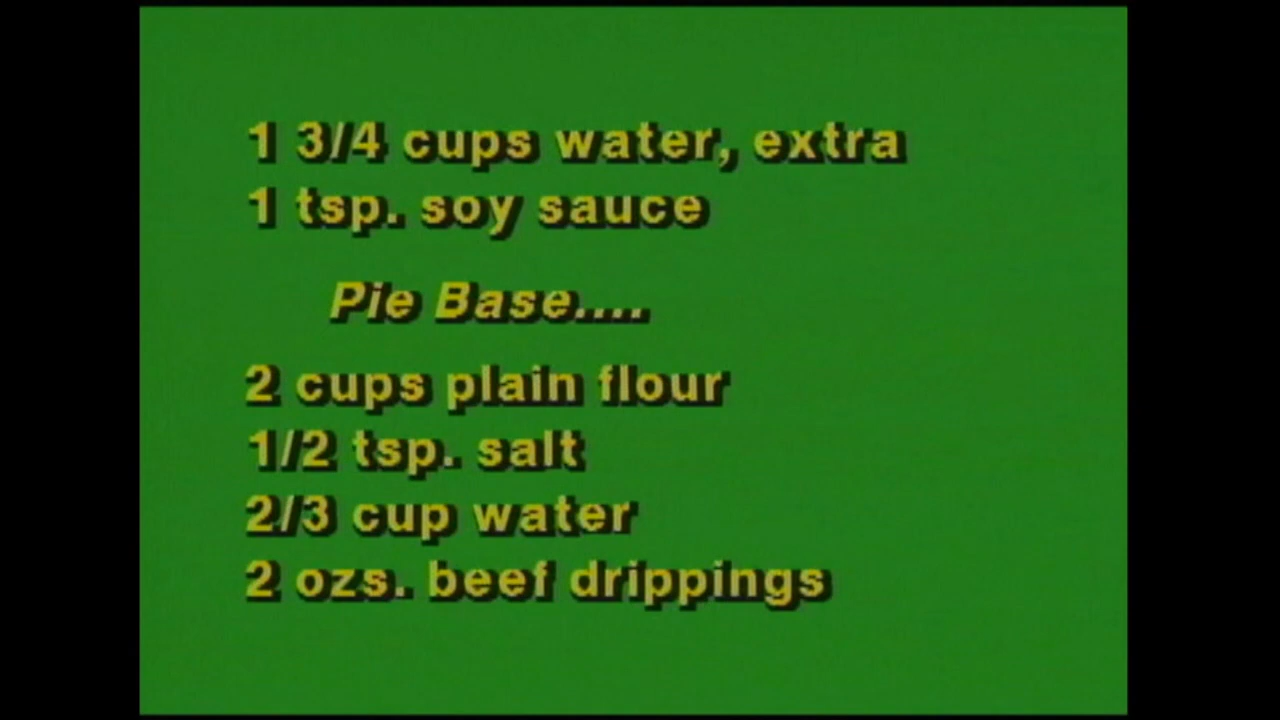 1 3/4 cups water, extra
1 tsp. soy sauce
Pie Base....
2 cups plain flour
1/2 tsp. salt
2/3 cup water
2 ozs. beef drippings